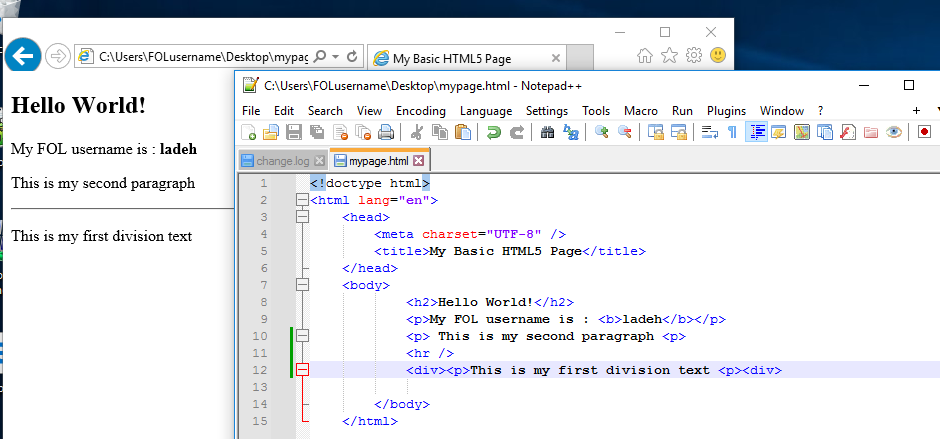 C:\Users\FOLusername\Desktop\mypag
My Basic HTML5 Page
Hello World!
My FOL username is : ladeh
This is my second paragraph
This is my first division text
C:\Users\FOLusername\Desktop\mypage.html - Notepad++
File Edit Search View Encoding Language Settings Tools Macro Run Plugins Window ?
change.log mypage.html
1 <!doctype html>
2 <html lang="en">
3 <head>
4 <meta charset="UTF-8" />
5 <title>My Basic HTML5 Page</title>
6 </head>
7 <body>
8 <h2>Hello World!</h2>
9 <p>My FOL username is : <b>ladeh</b></p>
10 <p> This is my second paragraph <p>
11 <hr />
12 <div><p>This is my first division text <p><div>
13
14 </body>
15 </html>